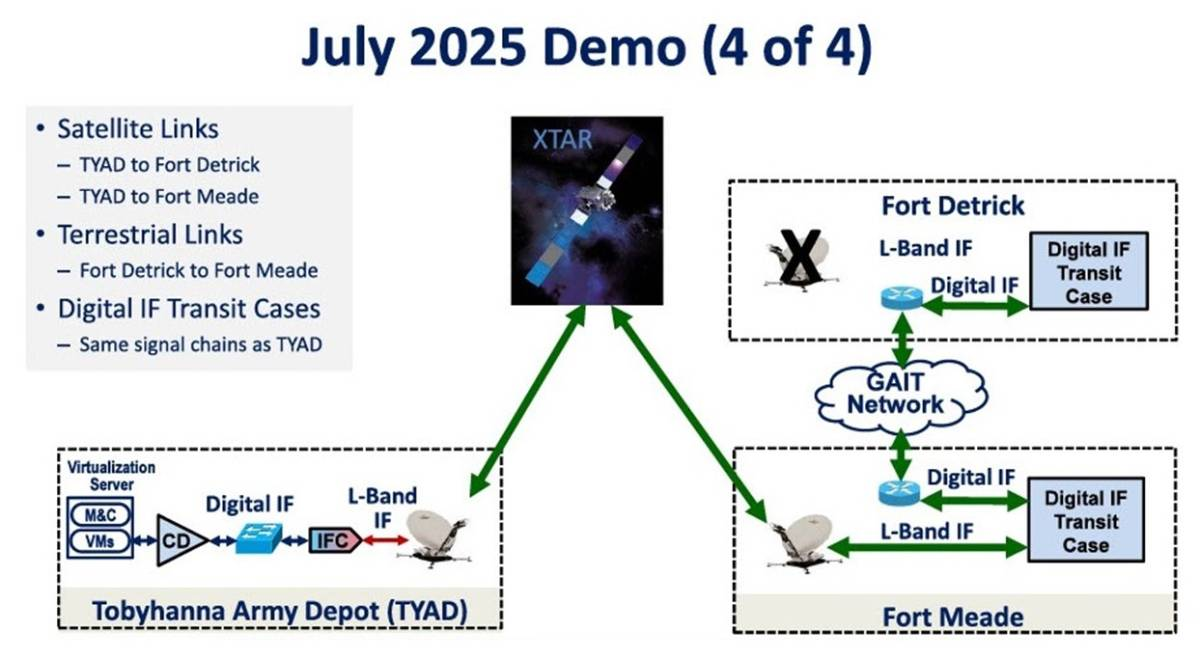 July 2025 Demo (4 of 4)
• Satellite Links
– TYAD to Fort Detrick
– TYAD to Fort Meade
• Terrestrial Links
– Fort Detrick to Fort Meade
• Digital IF Transit Cases
– Same signal chains as TYAD
XTAR
Fort Detrick
X
L-Band IF
Digital IF
Digital IF
Transit
Case
GAIT
Network
Virtualization
Server
M&C
VMs
CD
Digital IF
IFC
L-Band
IF
Tobyhanna Army Depot (TYAD)
Digital IF
L-Band IF
Digital IF
Transit
Case
Fort Meade